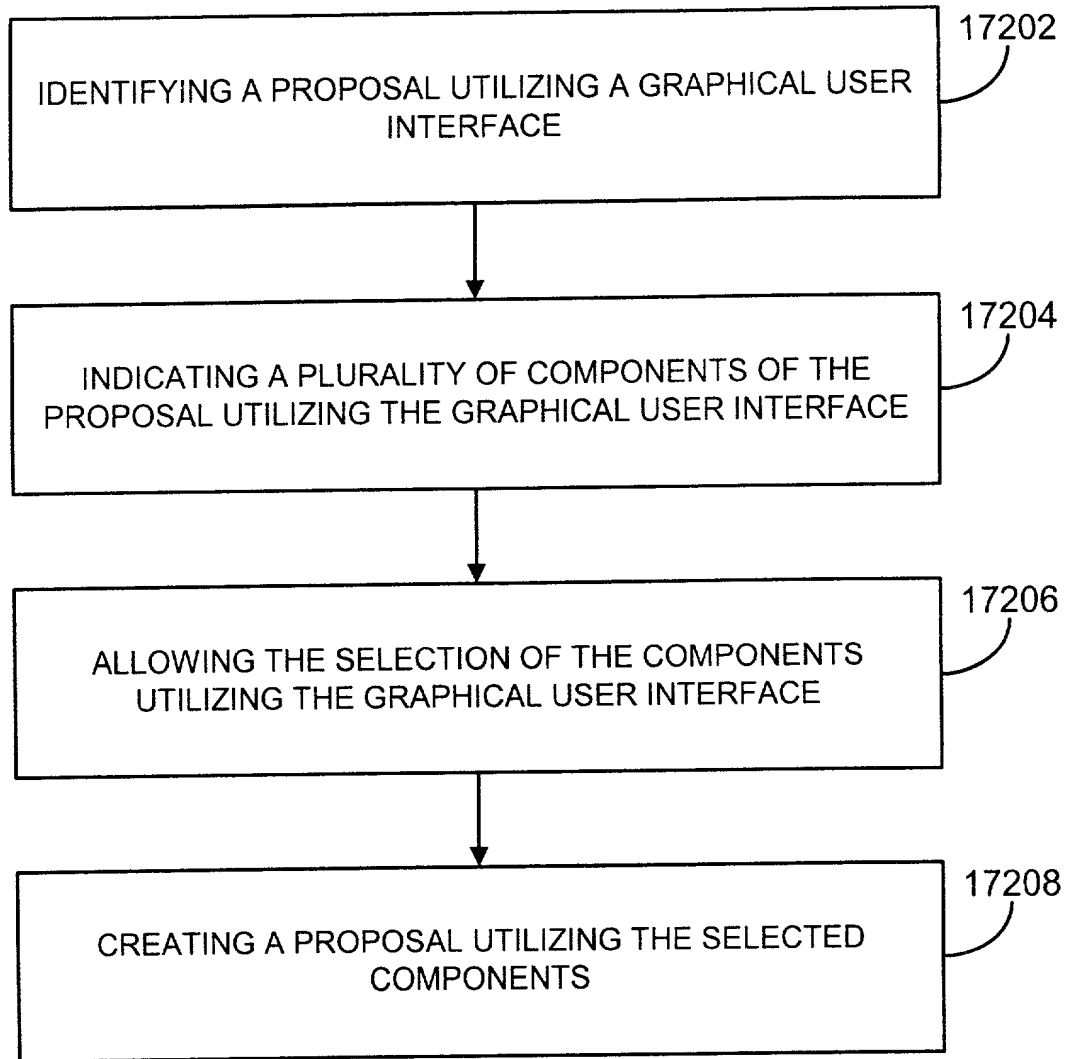 17202
IDENTIFYING A PROPOSAL UTILIZING A GRAPHICAL USER
INTERFACE
17204
INDICATING A PLURALITY OF COMPONENTS OF THE
PROPOSAL UTILIZING THE GRAPHICAL USER INTERFACE
17206
ALLOWING THE SELECTION OF THE COMPONENTS
UTILIZING THE GRAPHICAL USER INTERFACE
17208
CREATING A PROPOSAL UTILIZING THE SELECTED
COMPONENTS